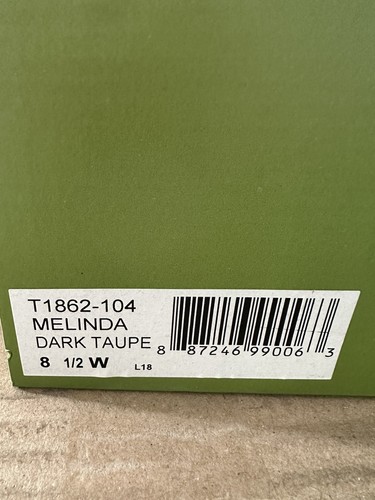 T1862-104
MELINDA
DARK TAUPE
8 1/2 W L18
8 87246 99006 3